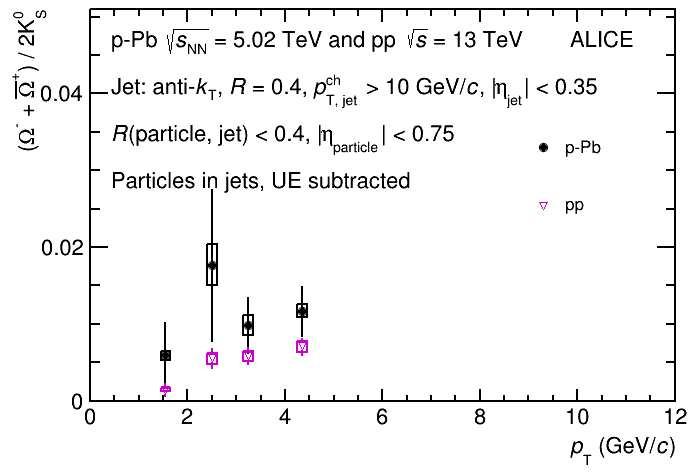 (Ω⁻ + Ω̅⁺) / 2K⁰_S
p-Pb √s_NN = 5.02 TeV and pp √s = 13 TeV ALICE
Jet: anti-k_T, R = 0.4, p^ch_T, jet > 10 GeV/c, |η_jet| < 0.35
R(particle, jet) < 0.4, |η_particle| < 0.75
p-Pb
Particles in jets, UE subtracted
pp
0.04
0.02
0
0 2 4 6 8 10 12
p_T (GeV/c)